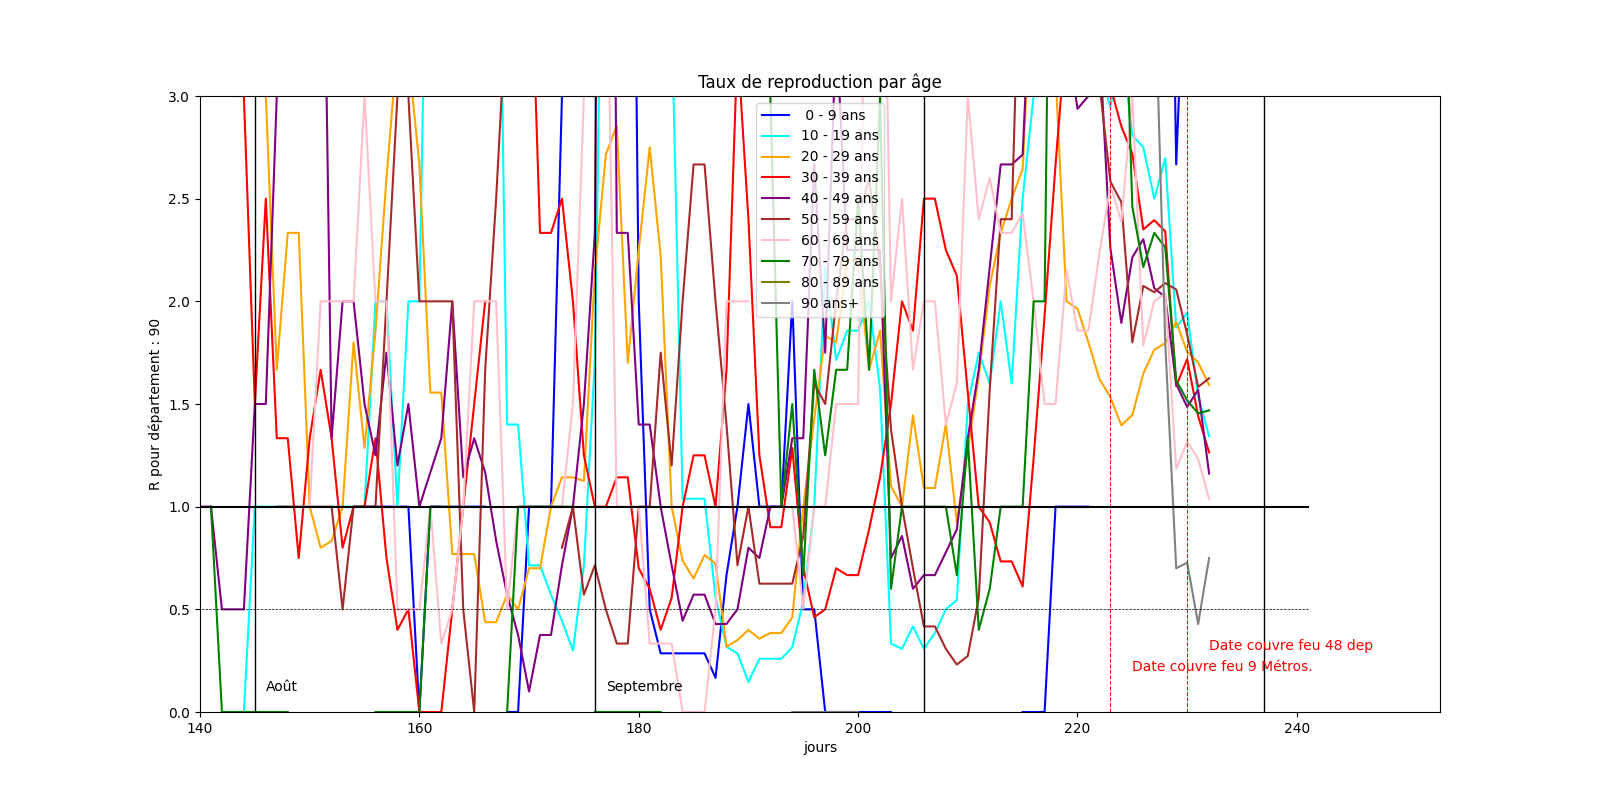 Taux de reproduction par âge
R pour département : 90
3.0
2.5
2.0
1.5
1.0
0.5
0.0
0 - 9 ans
10 - 19 ans
20 - 29 ans
30 - 39 ans
40 - 49 ans
50 - 59 ans
60 - 69 ans
70 - 79 ans
80 - 89 ans
90 ans+
Date couvre feu 48 dep
Date couvre feu 9 Métros.
Août
Septembre
140
160
180
200
220
240
jours